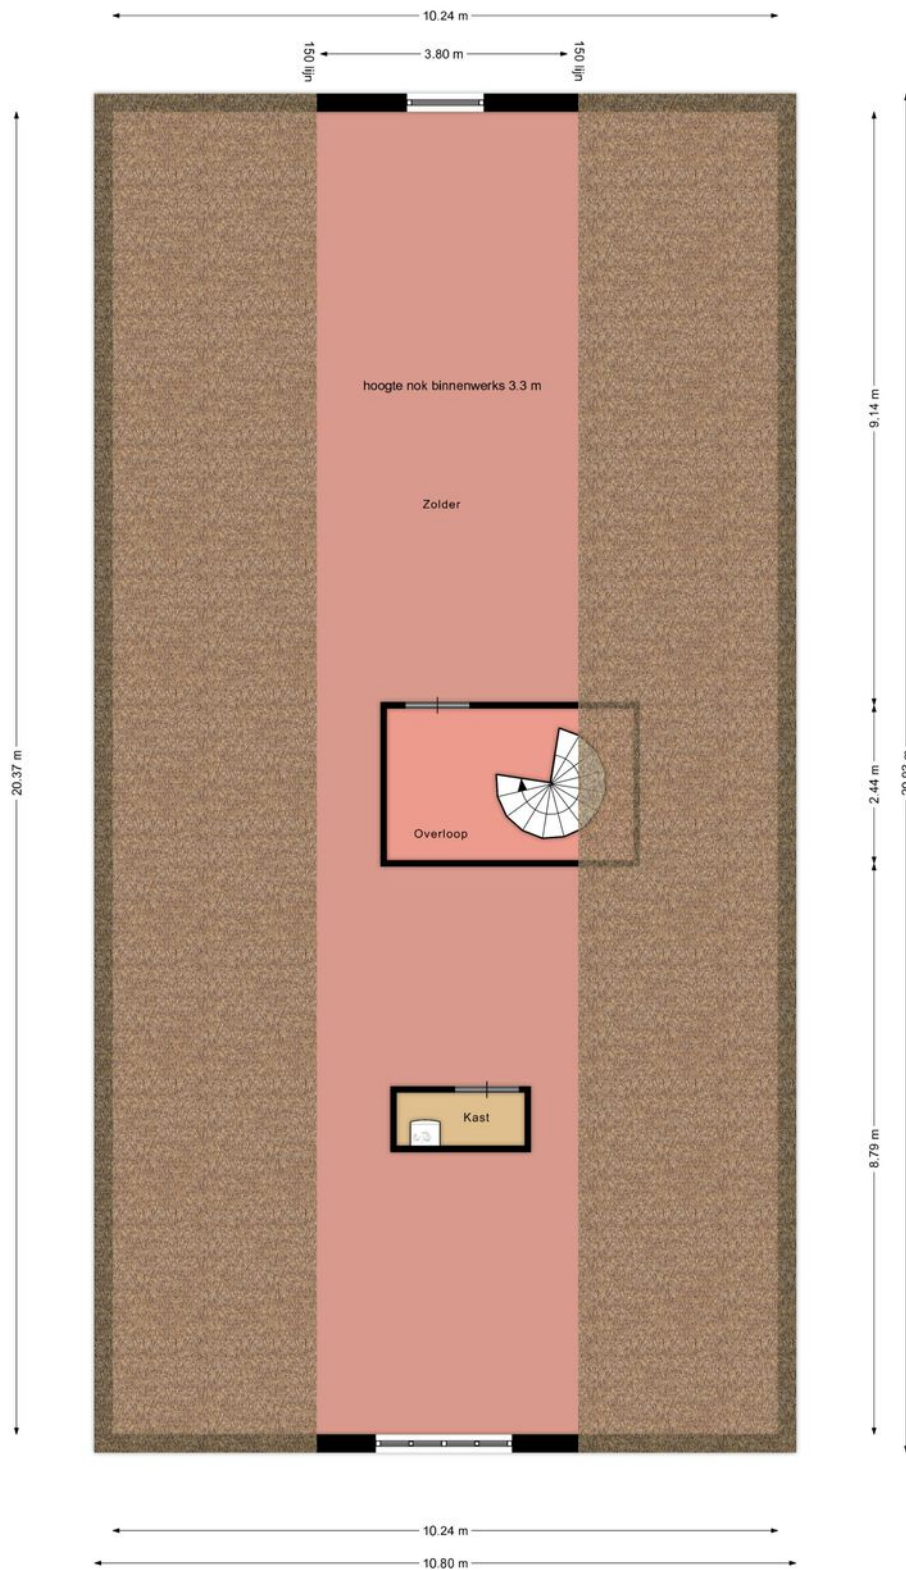 10.24 m
3.80 m
150 lijn
150 lijn
hoogte nok binnenwerks 3.3 m
9.14 m
Zolder
20.37 m
2.44 m
Overloop
Kast
8.79 m
10.24 m
10.80 m